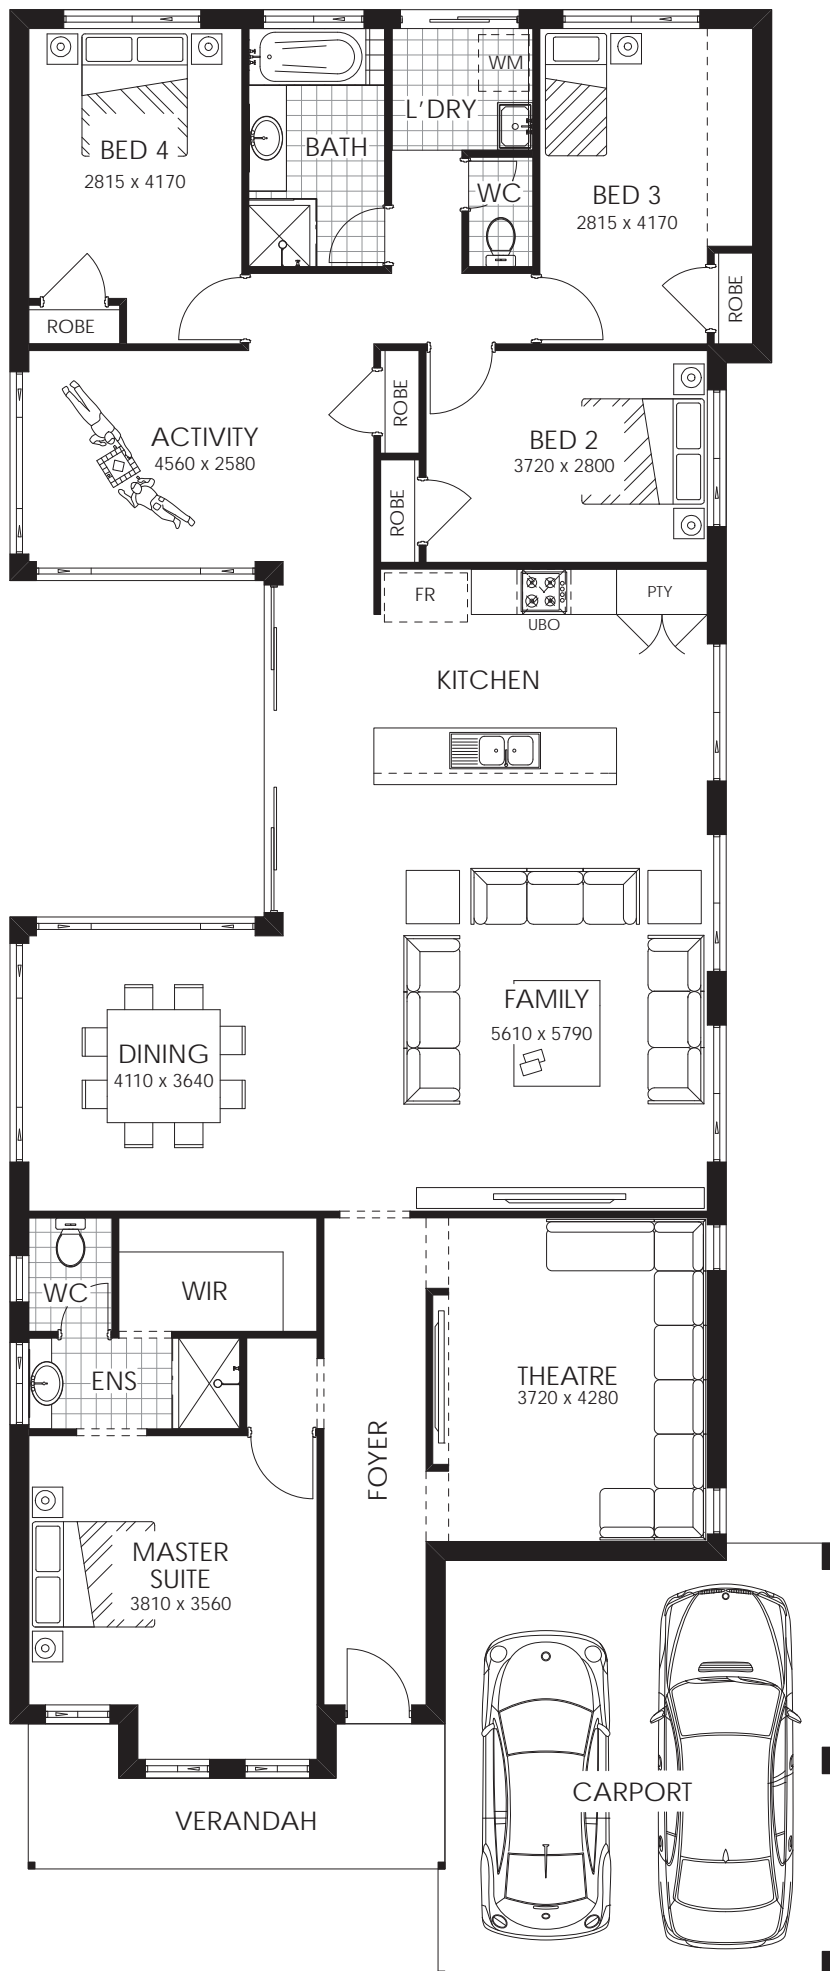 WM
L'DRY
BED 4
2815 x 4170
BATH
WC
BED 3
2815 x 4170
ROBE
ROBE
ROBE
ACTIVITY
4560 x 2580
BED 2
3720 x 2800
ROBE
FR
UBO
PTY
KITCHEN
FAMILY
5610 x 5790
DINING
4110 x 3640
WC
WIR
ENS
THEATRE
3720 x 4280
FOYER
MASTER
SUITE
3810 x 3560
CARPORT
VERANDAH